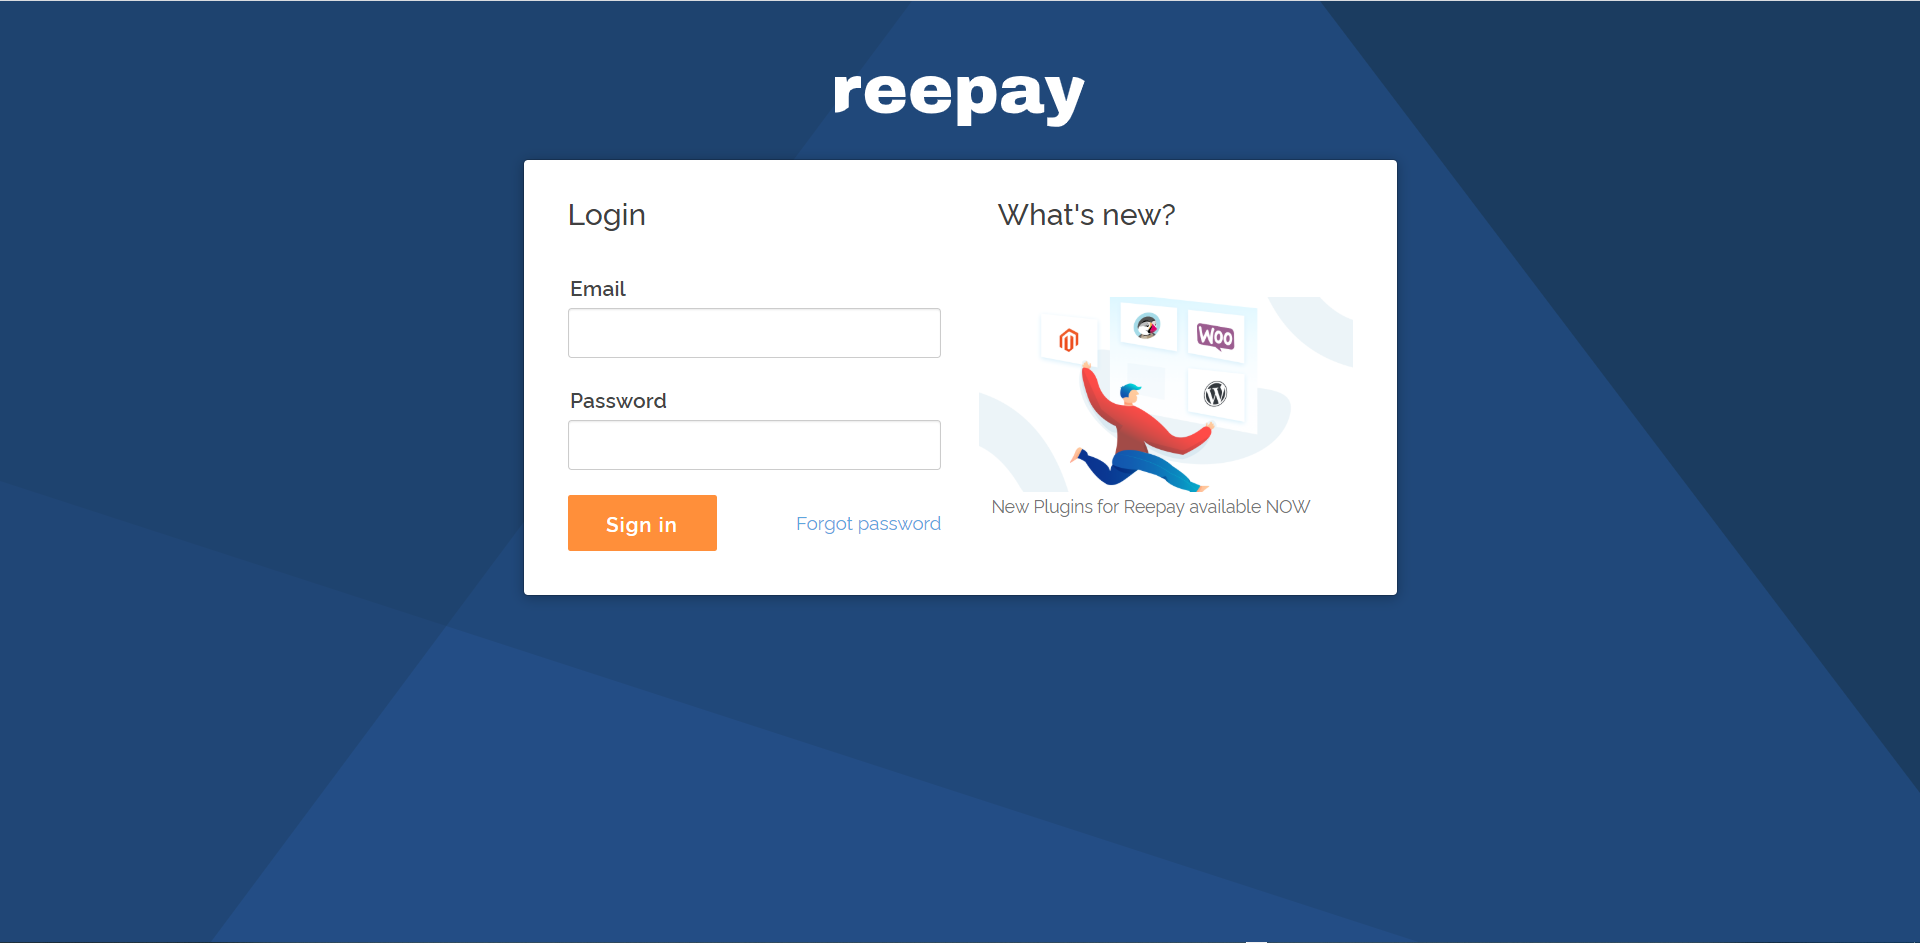 reepay
Login
Email
Password
Sign in
Forgot password
What's new?
WOO
New Plugins for Reepay available NOW